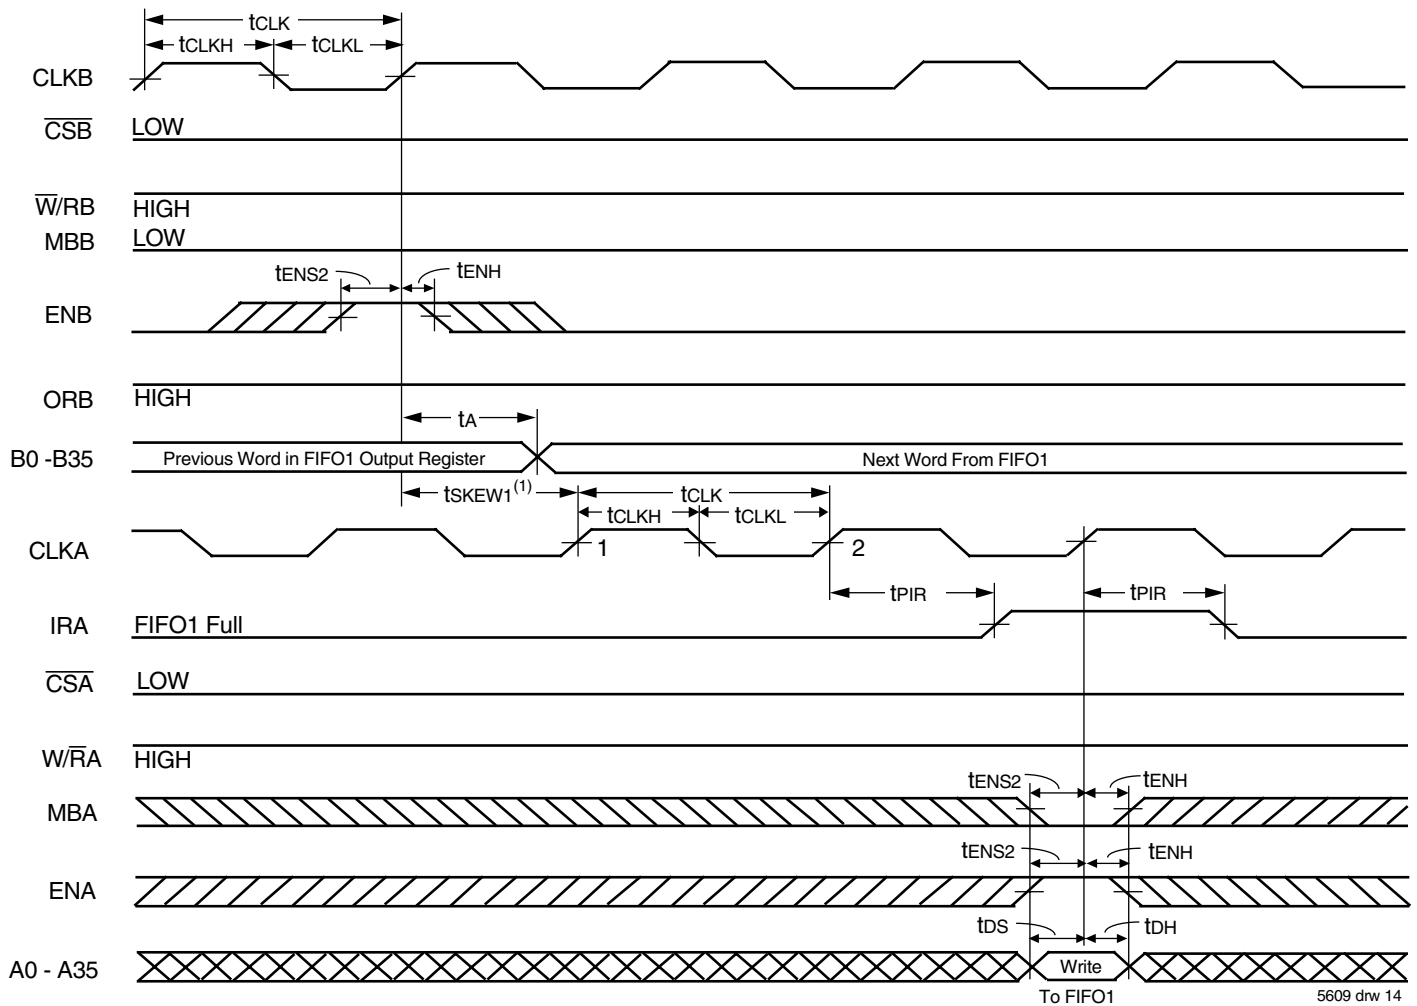 tCLK
tCLKH tCLKL
CLKB
CSB LOW
W/RB HIGH
MBB LOW
tENS2 tENH
ENB
ORB HIGH
tA
B0 -B35 Previous Word in FIFO1 Output Register Next Word From FIFO1
tSKEW1(1) tCLK
tCLKH tCLKL
CLKA 1 2
tPIR tPIR
IRA FIFO1 Full
CSA LOW
W/RA HIGH
tENS2 tENH
MBA
tENS2 tENH
ENA
tDS tDH
A0 - A35 Write
To FIFO1 5609 drw 14